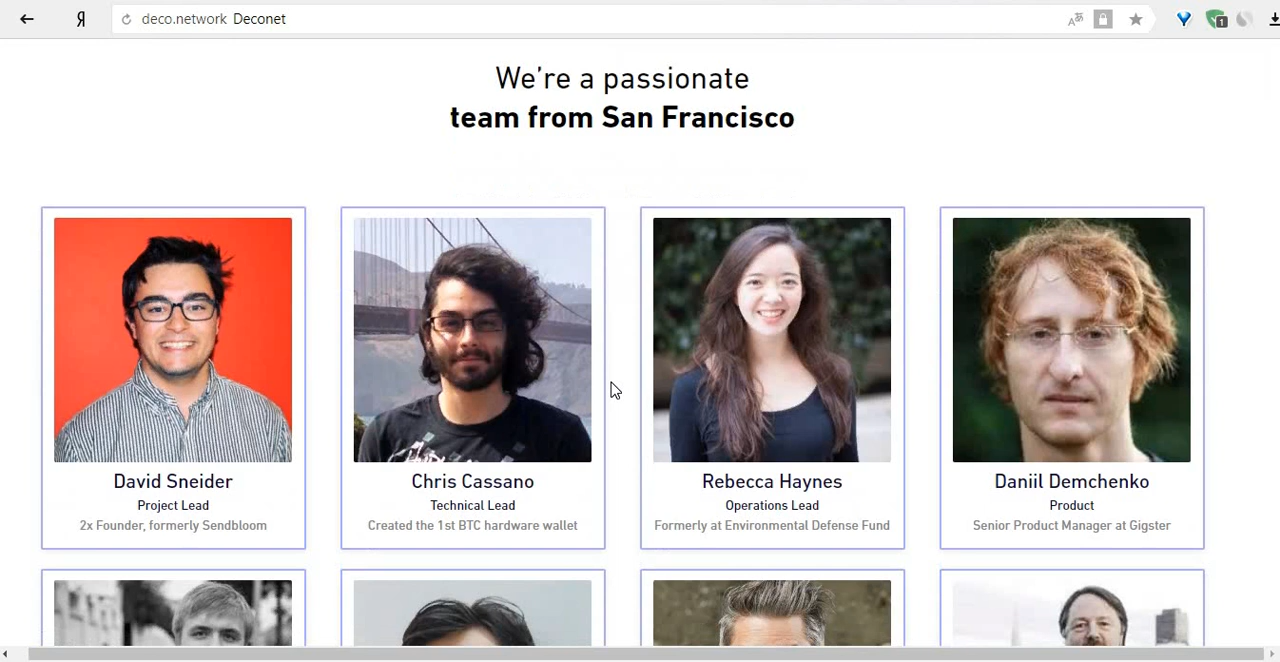 Я deco.network Deconet
1
We’re a passionate
team from San Francisco
David Sneider
Project Lead
2x Founder, formerly Sendbloom
Chris Cassano
Technical Lead
Created the 1st BTC hardware wallet
Rebecca Haynes
Operations Lead
Formerly at Environmental Defense Fund
Daniil Demchenko
Product
Senior Product Manager at Gigster